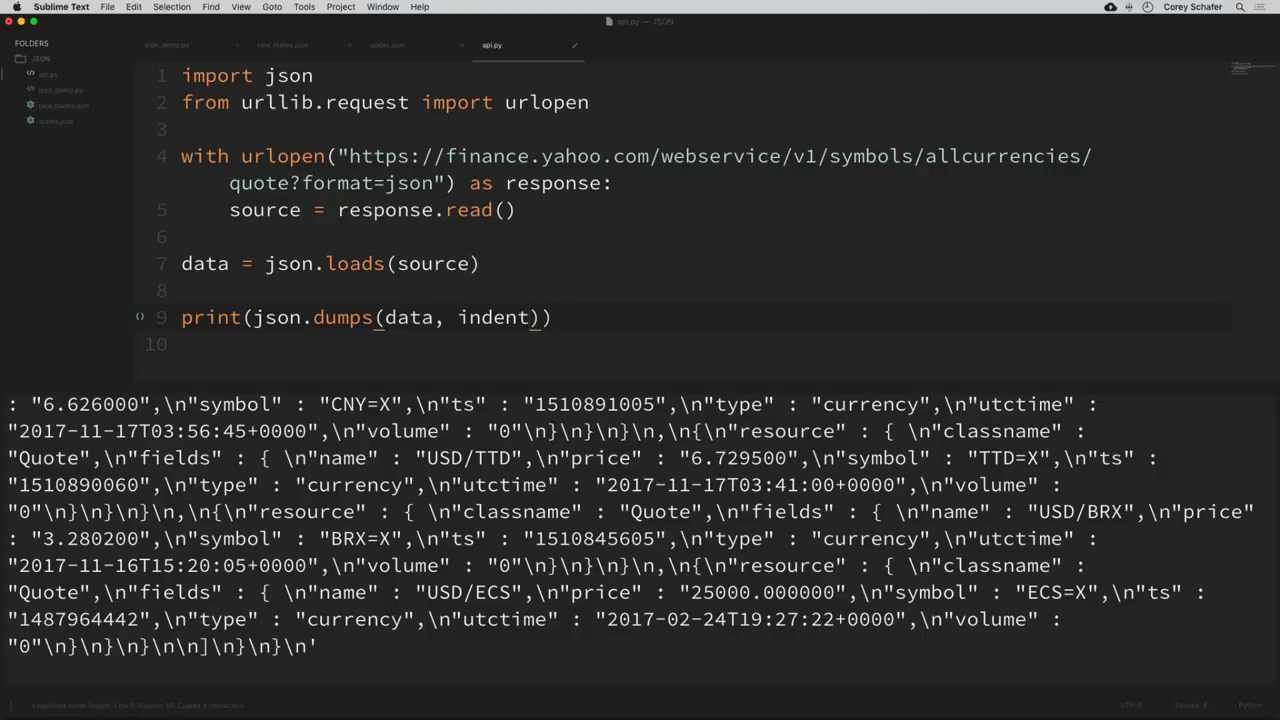 Sublime Text File Edit Selection Find View Goto Tools Project Window Help Corey Schafer
api.py — JSON
FOLDERS
JSON
api.py
json_demo.py
new_states.json
states.json
json_demo.py new_states.json states.json api.py
1 import json
2 from urllib.request import urlopen
3
4 with urlopen("https://finance.yahoo.com/webservice/v1/symbols/allcurrencies/
quote?format=json") as response:
5 source = response.read()
6
7 data = json.loads(source)
8
9 print(json.dumps(data, indent))
10
: "6.626000",\n"symbol" : "CNY=X",\n"ts" : "1510891005",\n"type" : "currency",\n"utctime" :
"2017-11-17T03:56:45+0000",\n"volume" : "0"\n}\n}\n}\n,\n{\n"resource" : { \n"classname" :
"Quote",\n"fields" : { \n"name" : "USD/TTD",\n"price" : "6.729500",\n"symbol" : "TTD=X",\n"ts" :
"1510890060",\n"type" : "currency",\n"utctime" : "2017-11-17T03:41:00+0000",\n"volume" :
"0"\n}\n}\n}\n,\n{\n"resource" : { \n"classname" : "Quote",\n"fields" : { \n"name" : "USD/BRX",\n"price"
: "3.280200",\n"symbol" : "BRX=X",\n"ts" : "1510845605",\n"type" : "currency",\n"utctime" :
"2017-11-16T15:20:05+0000",\n"volume" : "0"\n}\n}\n}\n,\n{\n"resource" : { \n"classname" :
"Quote",\n"fields" : { \n"name" : "USD/ECS",\n"price" : "25000.000000",\n"symbol" : "ECS=X",\n"ts" :
"1487964442",\n"type" : "currency",\n"utctime" : "2017-02-24T19:27:22+0000",\n"volume" :
"0"\n}\n}\n}\n\n]\n}\n}\n'
UTF-8 Spaces: 4 Python